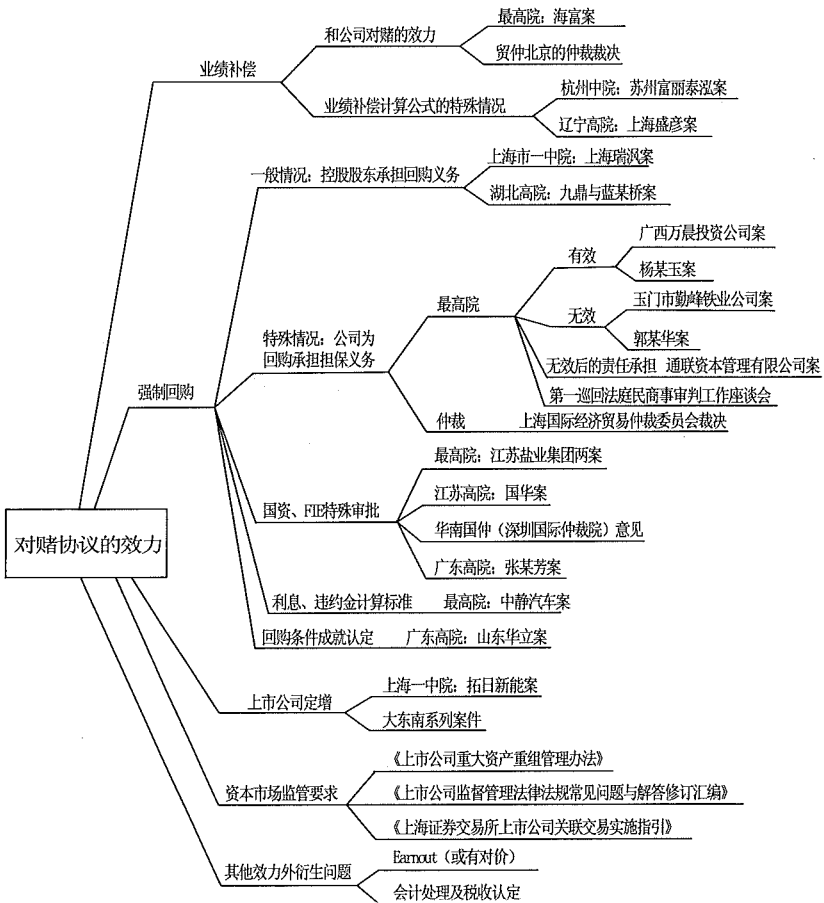 最高院：海富案
和公司对赌的效力
贸仲北京的仲裁裁决
业绩补偿
杭州中院：苏州富丽泰泓案
业绩补偿计算公式的特殊情况
辽宁高院：上海盛彦案
上海市一中院：上海瑞沨案
一般情况：控股股东承担回购义务
湖北高院：九鼎与蓝某桥案
广西万晨投资公司案
有效
杨某玉案
最高院
玉门市勤峰铁业公司案
无效
郭某华案
特殊情况：公司为
回购承担担保义务
无效后的责任承担 通联资本管理有限公司案
第一巡回法庭民商事审判工作座谈会
强制回购
仲裁 上海国际经济贸易仲裁委员会裁决
最高院：江苏盐业集团两案
江苏高院：国华案
国资、FIE特殊审批
华南国仲（深圳国际仲裁院）意见
对赌协议的效力
广东高院：张某芳案
利息、违约金计算标准 最高院：中静汽车案
回购条件成就认定 广东高院：山东华立案
上海一中院：拓日新能案
上市公司定增
大东南系列案件
《上市公司重大资产重组管理办法》
资本市场监管要求
《上市公司监督管理法律法规常见问题与解答修订汇编》
《上海证券交易所上市公司关联交易实施指引》
Earnout（或有对价）
其他效力外衍生问题
会计处理及税收认定